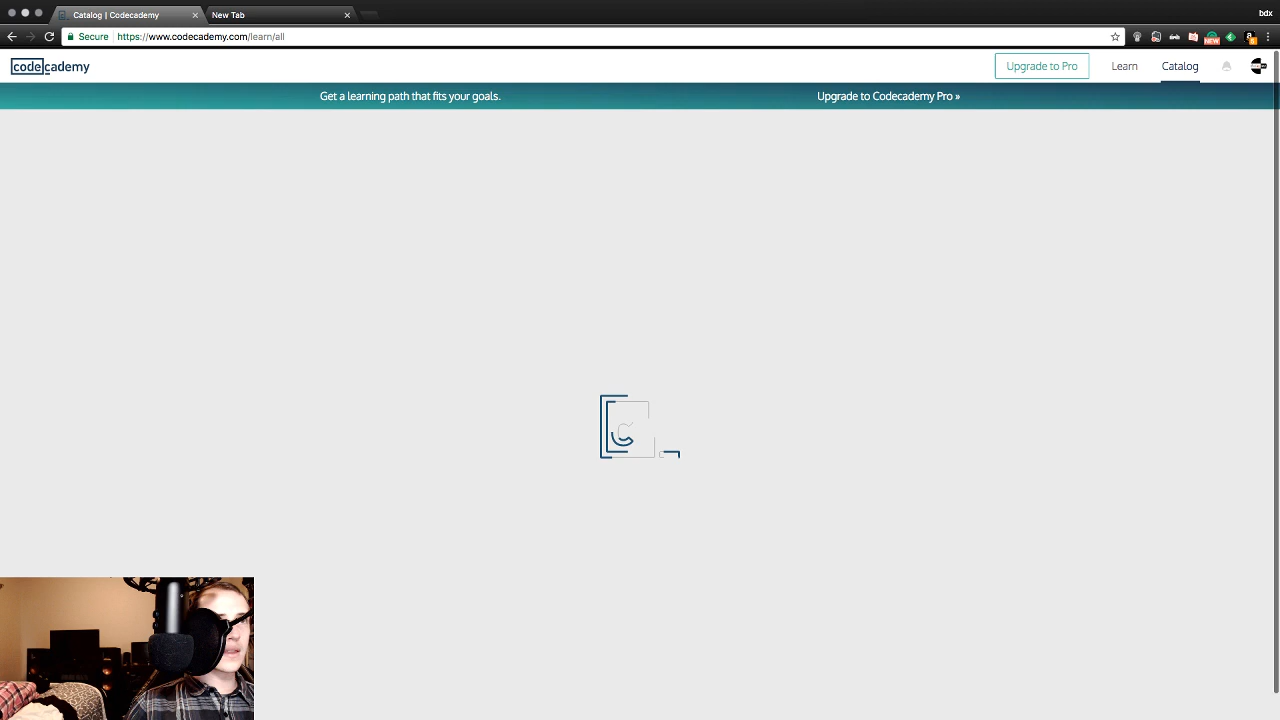 Catalog | Codecademy
New Tab
bdx
Secure https://www.codecademy.com/learn/all
NEW
codecademy
Upgrade to Pro
Learn
Catalog
Get a learning path that fits your goals.
Upgrade to Codecademy Pro »
C